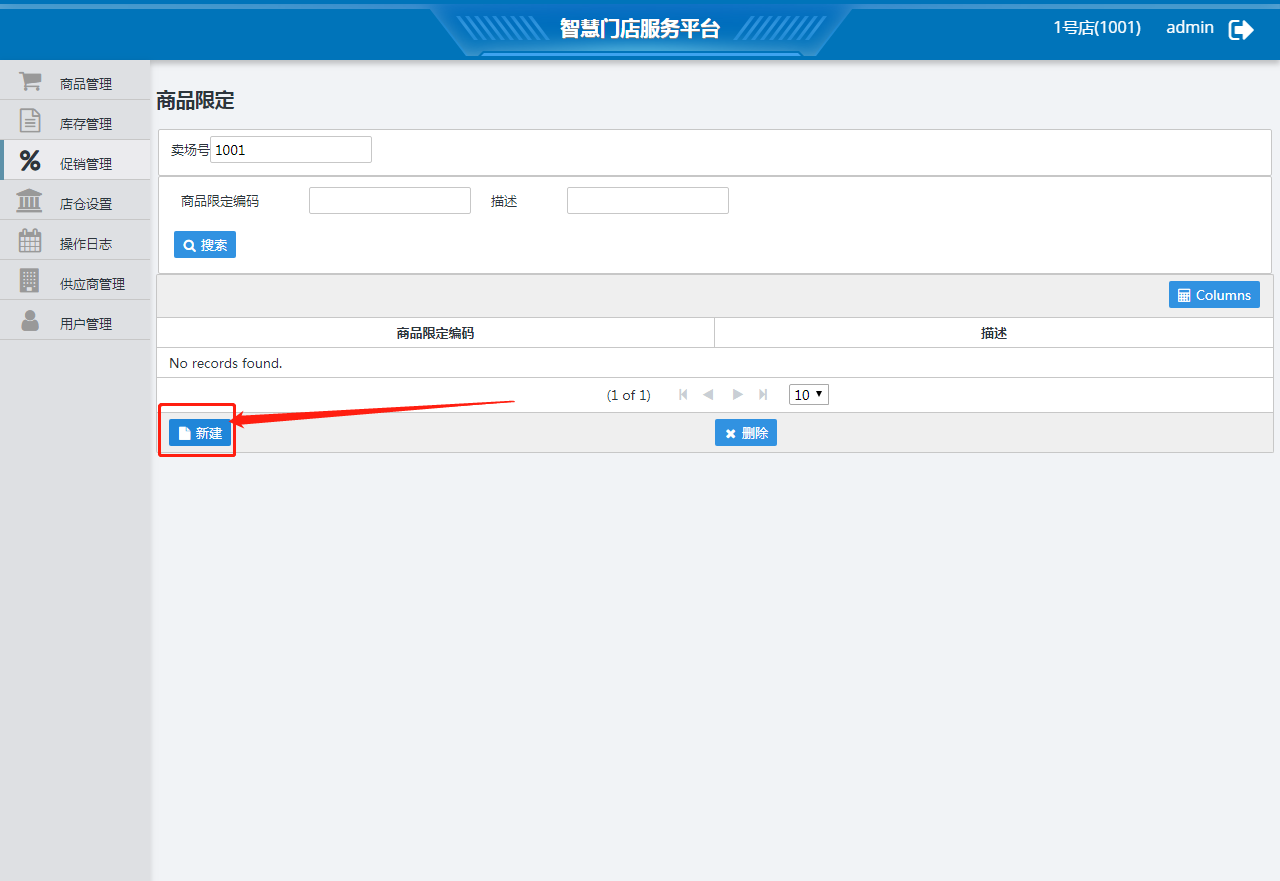 智慧门店服务平台
1号店(1001) admin
商品管理
库存管理
促销管理
店仓设置
操作日志
供应商管理
用户管理
商品限定
卖场号 1001
商品限定编码 描述
搜索
Columns
商品限定编码 描述
No records found.
(1 of 1) 10
新建 删除